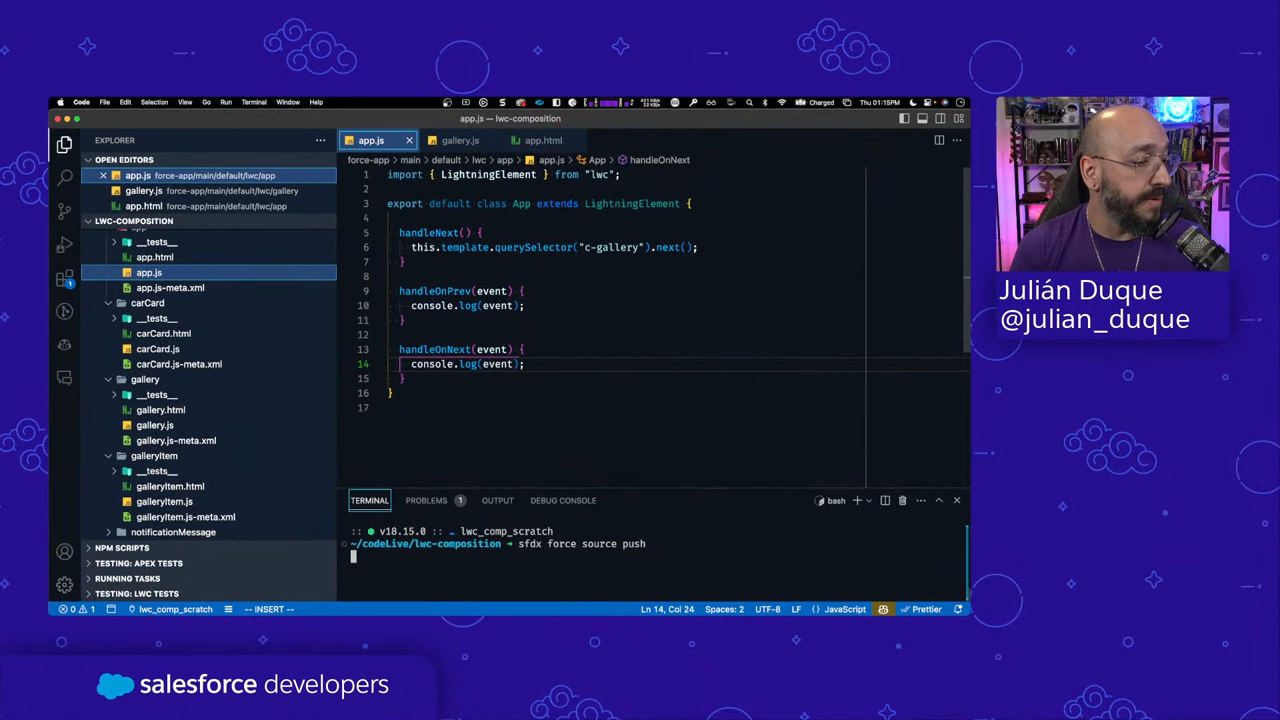 Code File Edit Selection View Go Run Terminal Window Help
Charged
Thu 01:15PM
app.js — lwc-composition
EXPLORER
OPEN EDITORS
app.js force-app/main/default/lwc/app
gallery.js force-app/main/default/lwc/gallery
app.html force-app/main/default/lwc/app
LWC-COMPOSITION
app
__tests__
app.html
app.js
app.js-meta.xml
carCard
__tests__
carCard.html
carCard.js
carCard.js-meta.xml
gallery
__tests__
gallery.html
gallery.js
gallery.js-meta.xml
galleryItem
__tests__
galleryItem.html
galleryItem.js
galleryItem.js-meta.xml
notificationMessage
NPM SCRIPTS
TESTING: APEX TESTS
RUNNING TASKS
TESTING: LWC TESTS
app.js
gallery.js
app.html
force-app > main > default > lwc > app > app.js > App > handleOnNext
1 import { LightningElement } from "lwc";
2
3 export default class App extends LightningElement {
4
5 handleNext() {
6 this.template.querySelector("c-gallery").next();
7 }
8
9 handleOnPrev(event) {
10 console.log(event);
11 }
12
13 handleOnNext(event) {
14 console.log(event);
15 }
16 }
17
TERMINAL PROBLEMS 1 OUTPUT DEBUG CONSOLE
bash
:: v18.15.0 :: lwc_comp_scratch
~/codeLive/lwc-composition → sfdx force source push
0 1 lwc_comp_scratch -- INSERT --
Ln 14, Col 24 Spaces: 2 UTF-8 LF {} JavaScript Prettier
Julián Duque
@julian_duque
salesforce developers